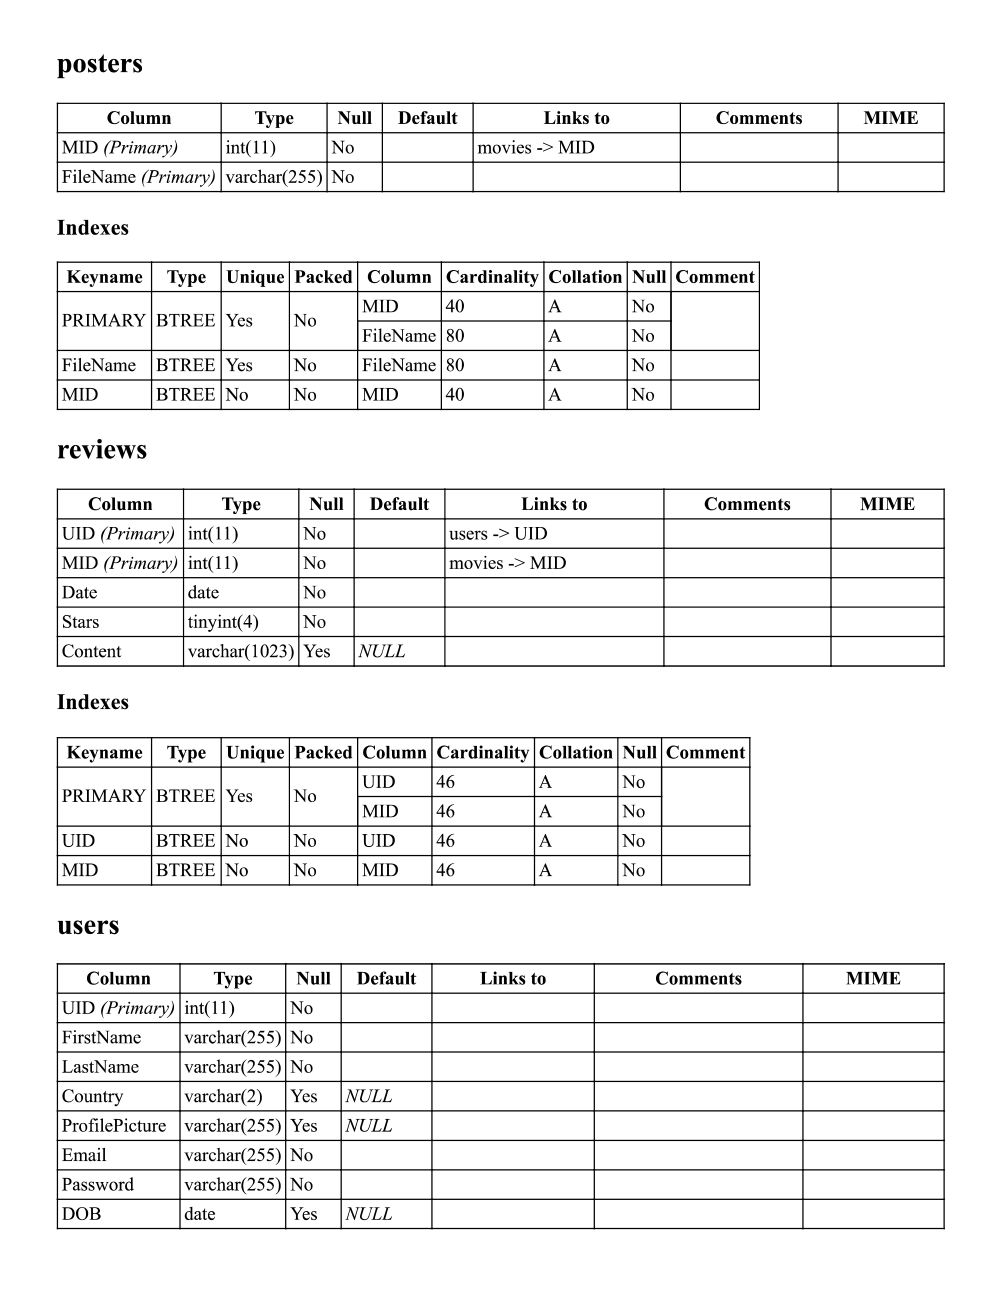 posters
Column Type Null Default Links to Comments MIME
MID (Primary) int(11) No movies -> MID
FileName (Primary) varchar(255) No
Indexes
Keyname Type Unique Packed Column Cardinality Collation Null Comment
PRIMARY BTREE Yes No MID 40 A No
FileName 80 A No
FileName BTREE Yes No FileName 80 A No
MID BTREE No No MID 40 A No
reviews
Column Type Null Default Links to Comments MIME
UID (Primary) int(11) No users -> UID
MID (Primary) int(11) No movies -> MID
Date date No
Stars tinyint(4) No
Content varchar(1023) Yes NULL
Indexes
Keyname Type Unique Packed Column Cardinality Collation Null Comment
PRIMARY BTREE Yes No UID 46 A No
MID 46 A No
UID BTREE No No UID 46 A No
MID BTREE No No MID 46 A No
users
Column Type Null Default Links to Comments MIME
UID (Primary) int(11) No
FirstName varchar(255) No
LastName varchar(255) No
Country varchar(2) Yes NULL
ProfilePicture varchar(255) Yes NULL
Email varchar(255) No
Password varchar(255) No
DOB date Yes NULL